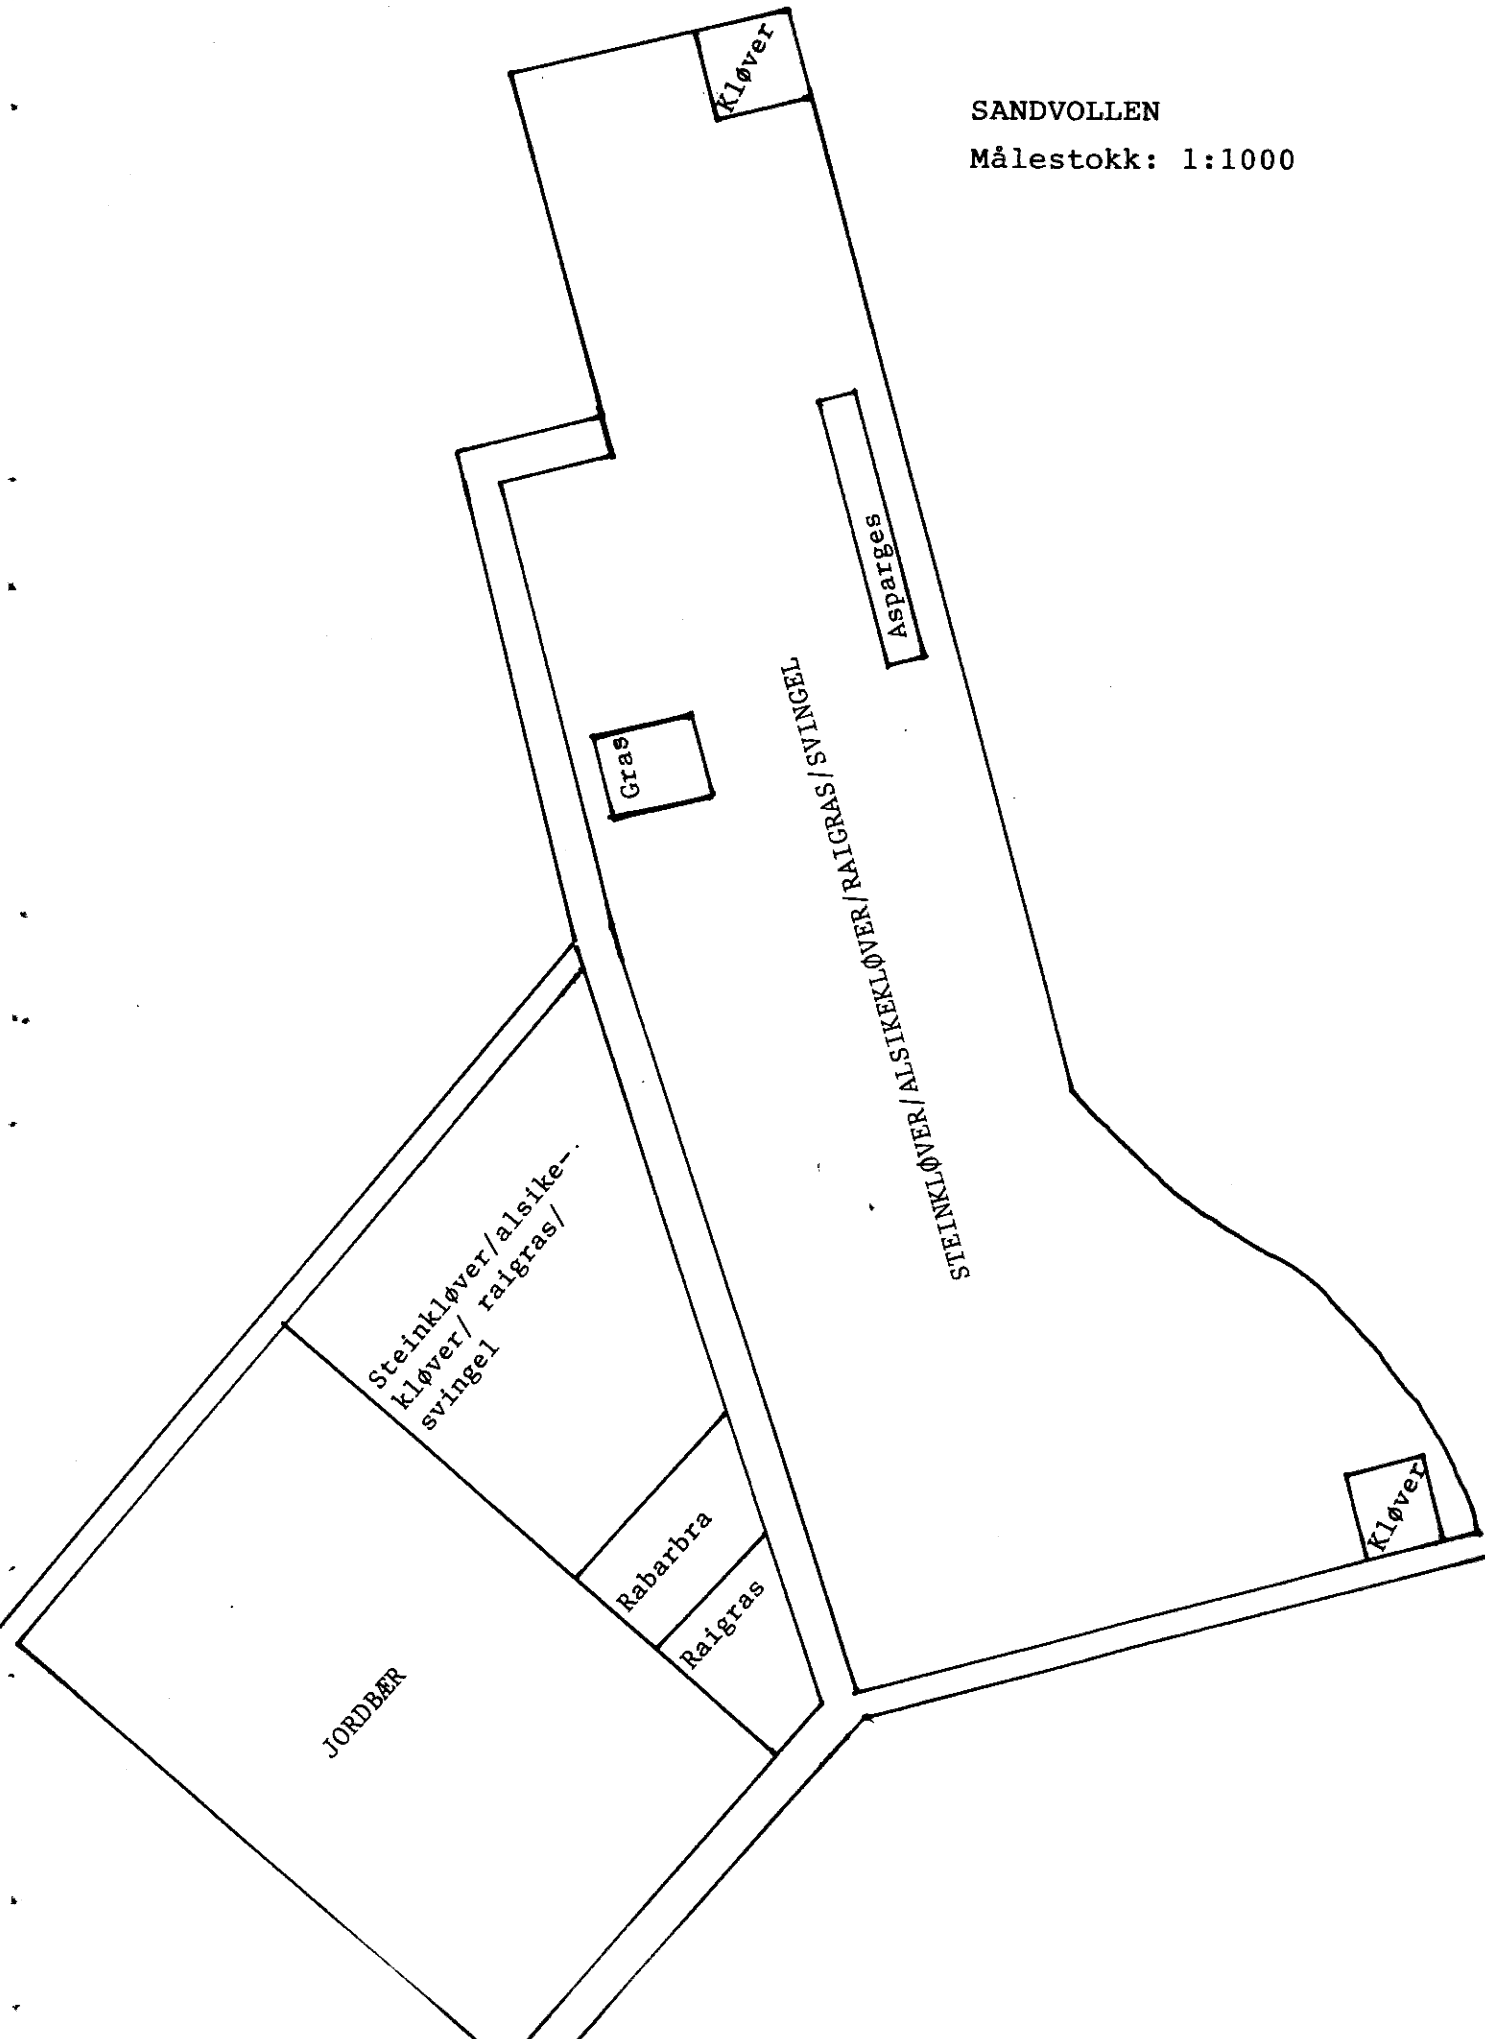 Kløver
SANDVOLLEN
Målestokk: 1:1000
Asparges
Gras
STEINKLØVER/ALSIKEKLØVER/RAIGRAS/SVINGEL
Steinkløver/alsike-
kløver/ raigras/
svingel
Rabarbra
Raigras
Kløver
JORDBÆR